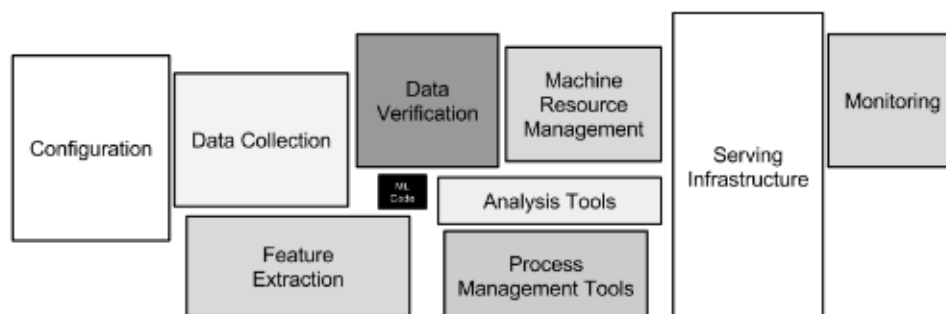 Configuration
Data Collection
Data
Verification
Machine
Resource
Management
Monitoring
Serving
Infrastructure
ML
Code
Analysis Tools
Feature
Extraction
Process
Management Tools